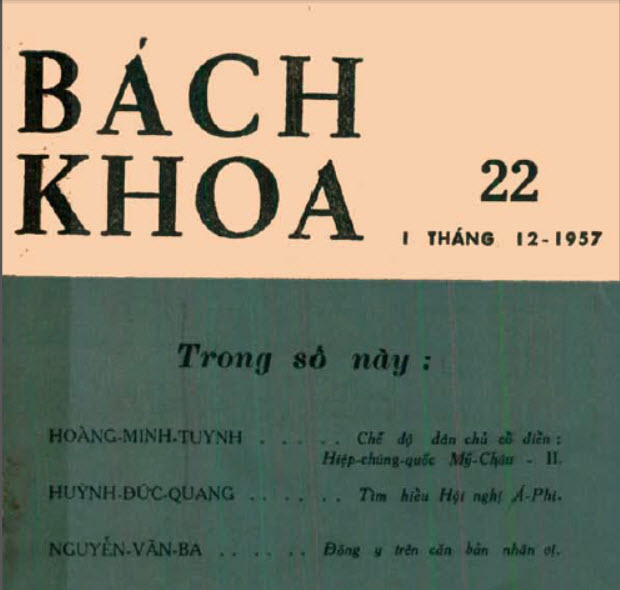 BÁCH
KHOA
22
1 THÁNG 12-1957
Trong số này :
HOÀNG-MINH-TUYNH . . . . . Chế độ dân chủ cổ điển :
Hiệp-chúng-quốc Mỹ-Châu - II.
HUỲNH-ĐỨC-QUANG . . . . . . Tìm hiểu Hội nghị Á-Phi.
NGUYỄN-VĂN-BA . . . . . . Đông y trên căn bản nhân vị.